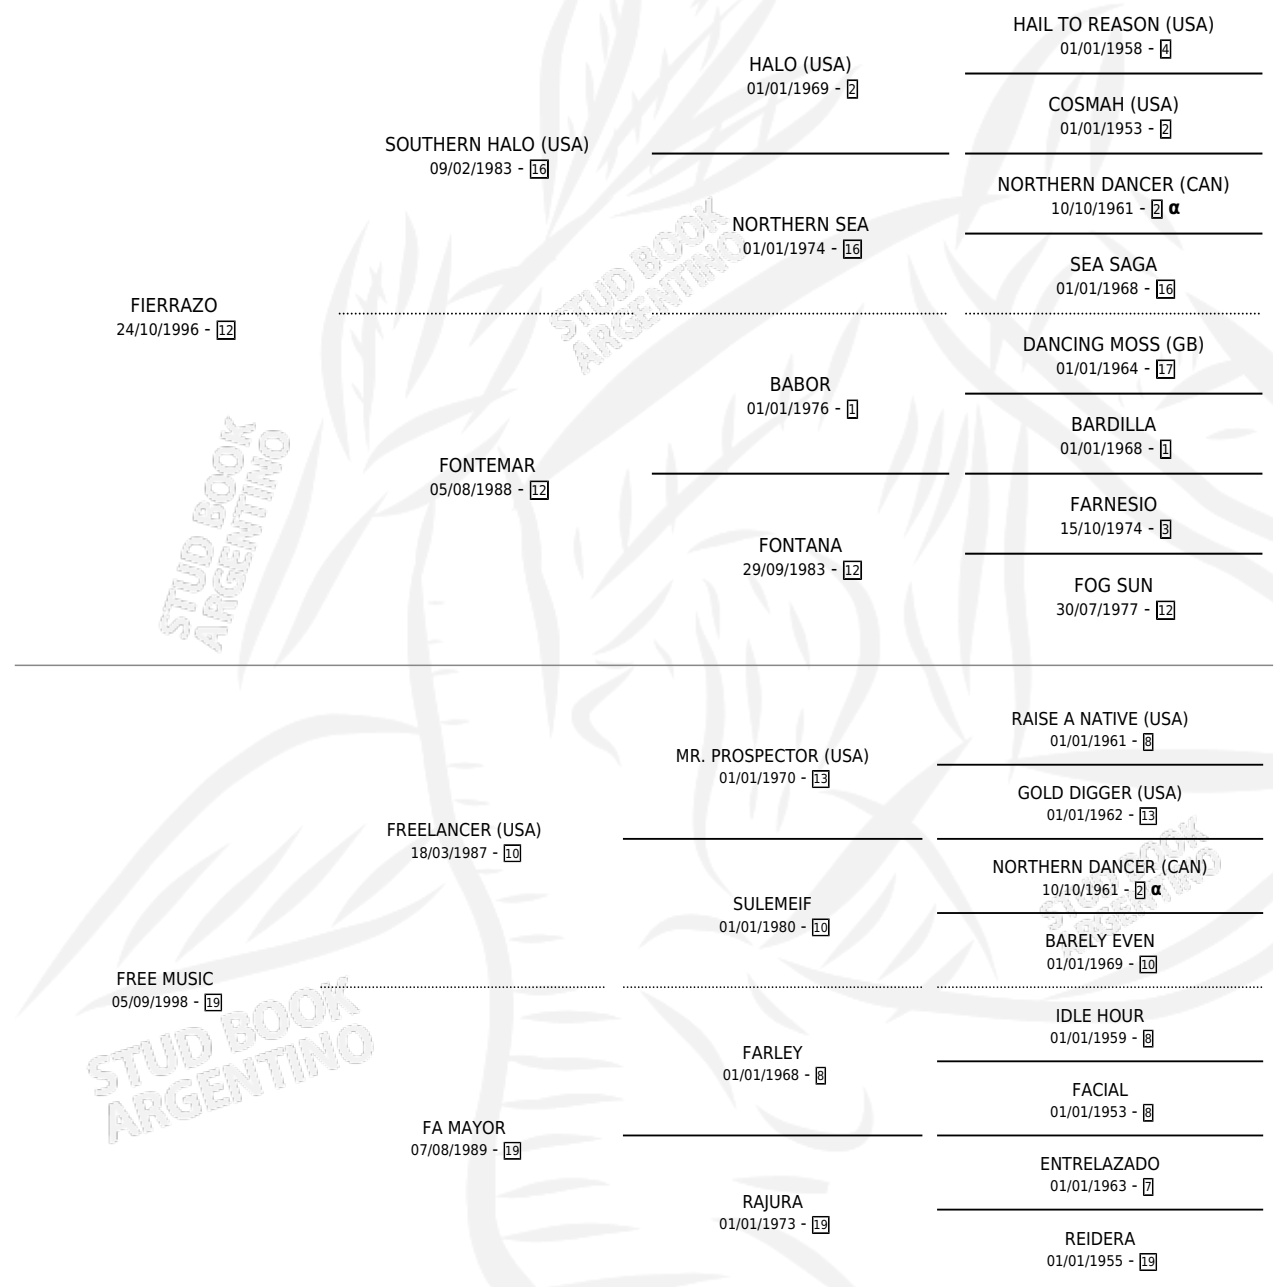 HAIL TO REASON (USA)
01/01/1958 - 4
HALO (USA)
01/01/1969 - 2
COSMAH (USA)
01/01/1953 - 2
SOUTHERN HALO (USA)
09/02/1983 - 16
NORTHERN DANCER (CAN)
10/10/1961 - 2 α
NORTHERN SEA
01/01/1974 - 16
SEA SAGA
01/01/1968 - 16
FIERRAZO
24/10/1996 - 12
DANCING MOSS (GB)
01/01/1964 - 17
BABOR
01/01/1976 - 1
BARDILLA
01/01/1968 - 1
FONTEMAR
05/08/1988 - 12
FARNESIO
15/10/1974 - 3
FONTANA
29/09/1983 - 12
FOG SUN
30/07/1977 - 12
STUD BOOK
ARGENTINO
STUD BOOK
ARGENTINO
RAISE A NATIVE (USA)
01/01/1961 - 8
MR. PROSPECTOR (USA)
01/01/1970 - 13
GOLD DIGGER (USA)
01/01/1962 - 13
FREELANCER (USA)
18/03/1987 - 10
NORTHERN DANCER (CAN)
10/10/1961 - 2 α
SULEMEIF
01/01/1980 - 10
BARELY EVEN
01/01/1969 - 10
FREE MUSIC
05/09/1998 - 19
IDLE HOUR
01/01/1959 - 8
FARLEY
01/01/1968 - 8
FACIAL
01/01/1953 - 8
FA MAYOR
07/08/1989 - 19
ENTRELAZADO
01/01/1963 - 7
RAJURA
01/01/1973 - 19
REIDERA
01/01/1955 - 19
STUD BOOK
ARGENTINO
STUD BOOK
ARGENTINO